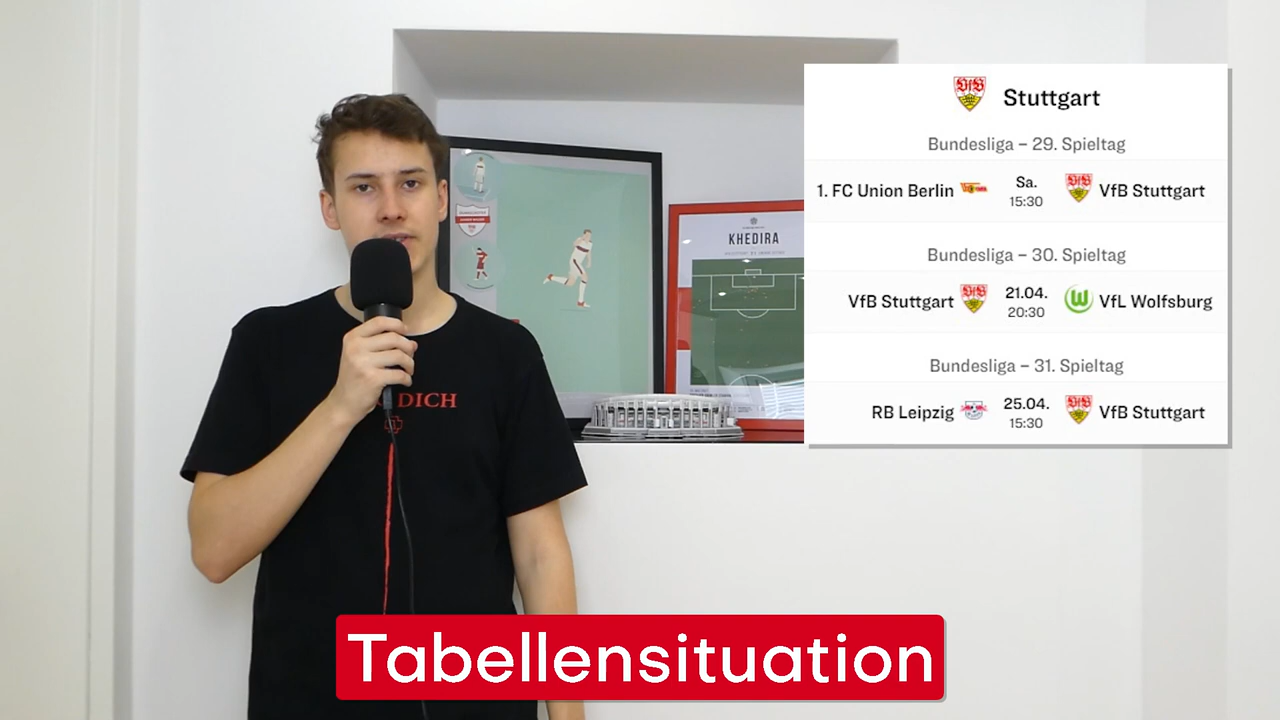 Stuttgart
Bundesliga – 29. Spieltag
1. FC Union Berlin Sa. 15:30 VfB Stuttgart
Bundesliga – 30. Spieltag
VfB Stuttgart 21.04. 20:30 VfL Wolfsburg
Bundesliga – 31. Spieltag
RB Leipzig 25.04. 15:30 VfB Stuttgart
KHEDIRA
DICH
Tabellensituation